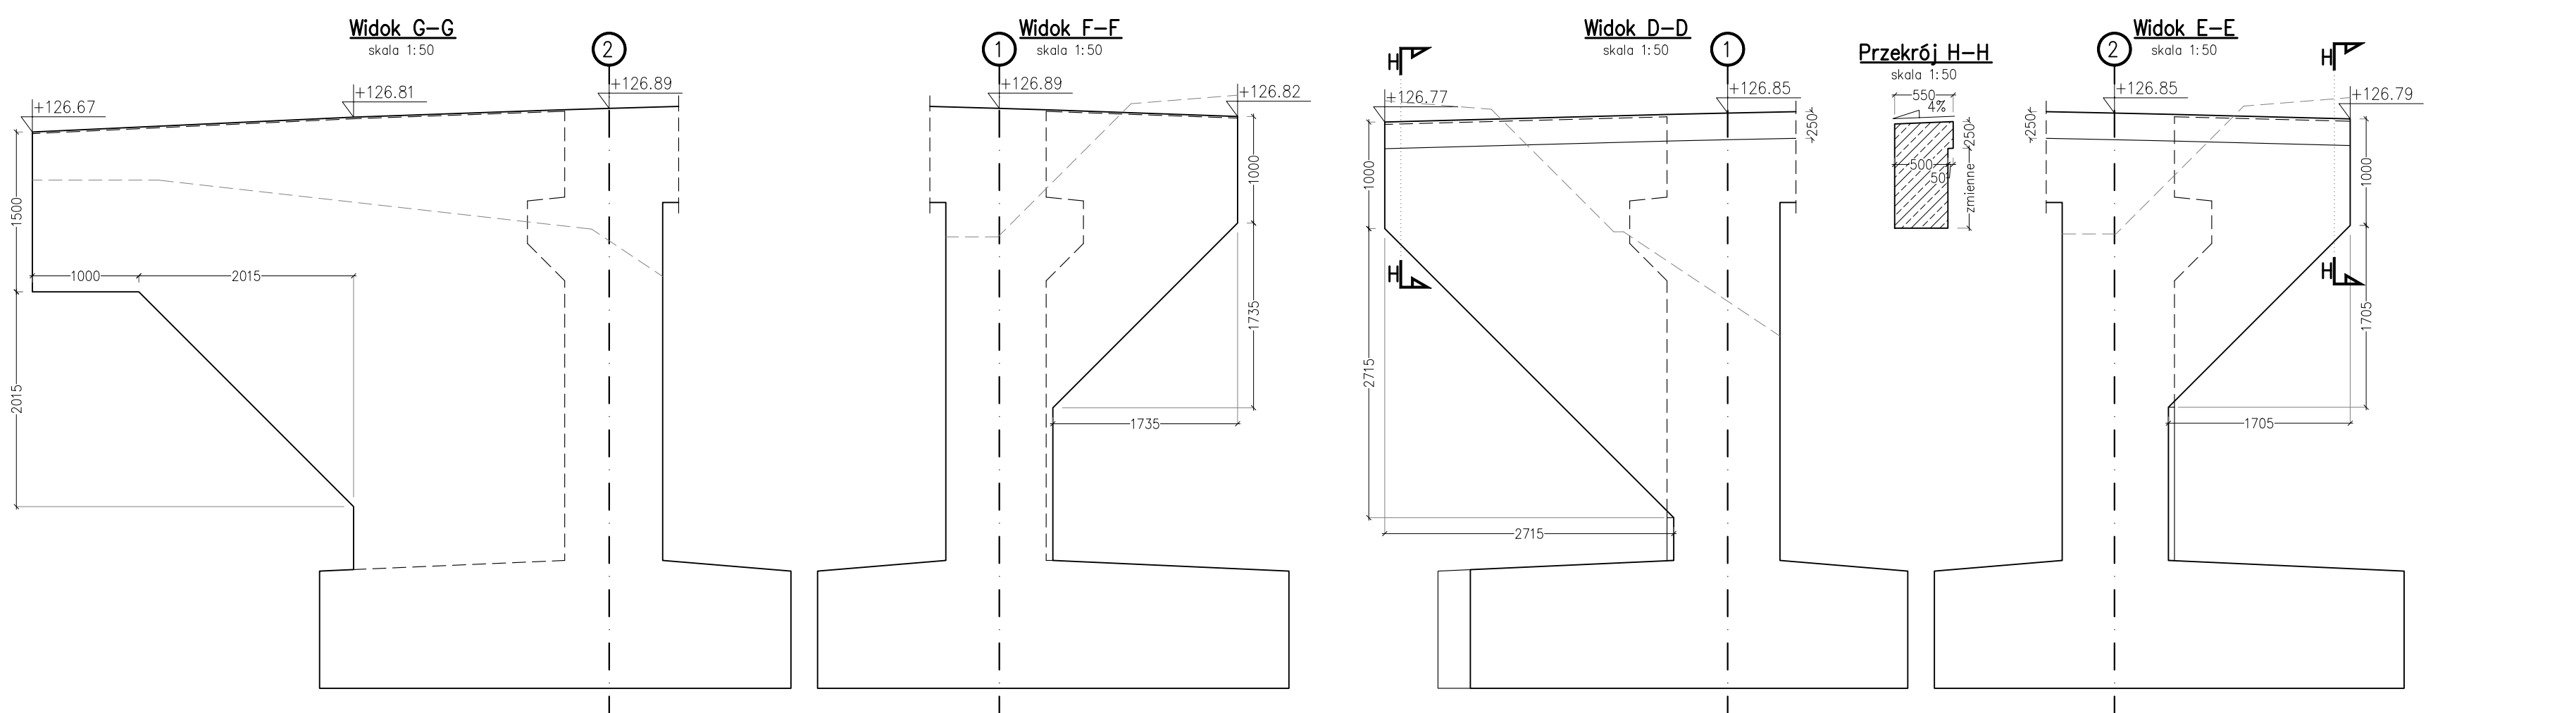 Widok G-G
skala 1:50
2
+126.67
+126.81
+126.89
1500
1000
2015
2015
Widok F-F
skala 1:50
1
+126.89
+126.82
1000
1735
1735
Widok D-D
skala 1:50
1
H
+126.77
+126.85
250
1000
H
2715
2715
Przekrój H-H
skala 1:50
550
4%
250
500
50
zmienne
Widok E-E
skala 1:50
2
H
+126.85
+126.79
250
1000
H
1705
1705